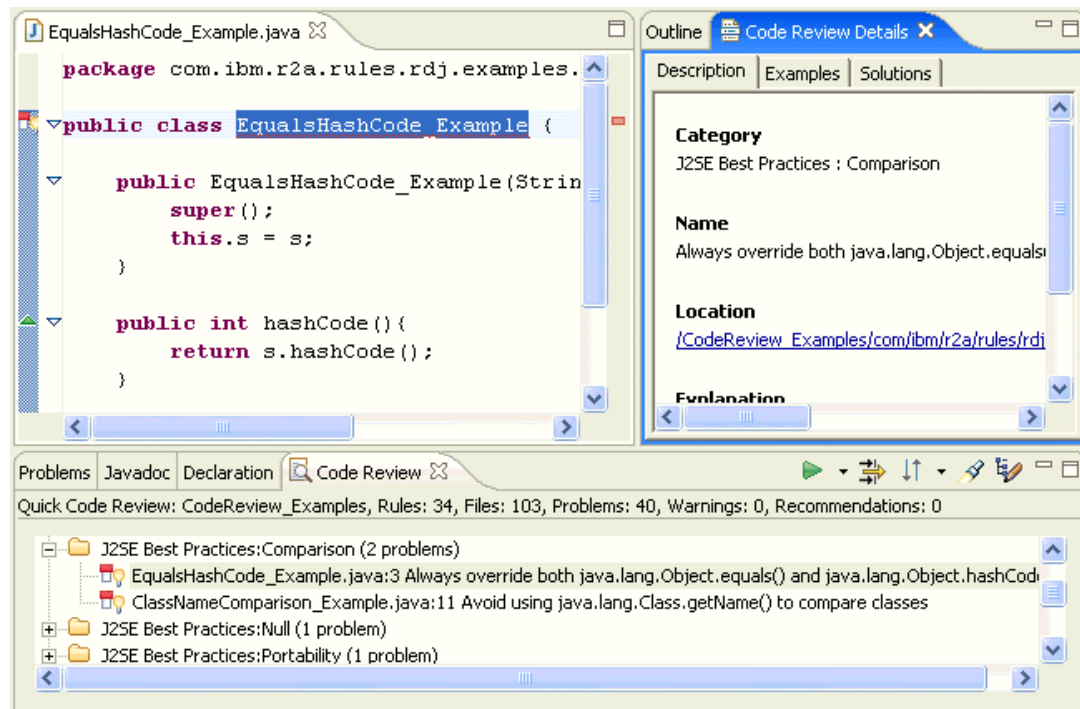 EqualsHashCode_Example.java
package com.ibm.r2a.rules.rdj.examples.
public class EqualsHashCode_Example {
public EqualsHashCode_Example(Strin
super();
this.s = s;
}
public int hashCode(){
return s.hashCode();
}
Outline Code Review Details
Description Examples Solutions
Category
J2SE Best Practices : Comparison
Name
Always override both java.lang.Object.equals
Location
/CodeReview_Examples/com/ibm/r2a/rules/rdj
Explanation
Problems Javadoc Declaration Code Review
Quick Code Review: CodeReview_Examples, Rules: 34, Files: 103, Problems: 40, Warnings: 0, Recommendations: 0
J2SE Best Practices:Comparison (2 problems)
EqualsHashCode_Example.java:3 Always override both java.lang.Object.equals() and java.lang.Object.hashCod
ClassNameComparison_Example.java:11 Avoid using java.lang.Class.getName() to compare classes
J2SE Best Practices:Null (1 problem)
J2SE Best Practices:Portability (1 problem)